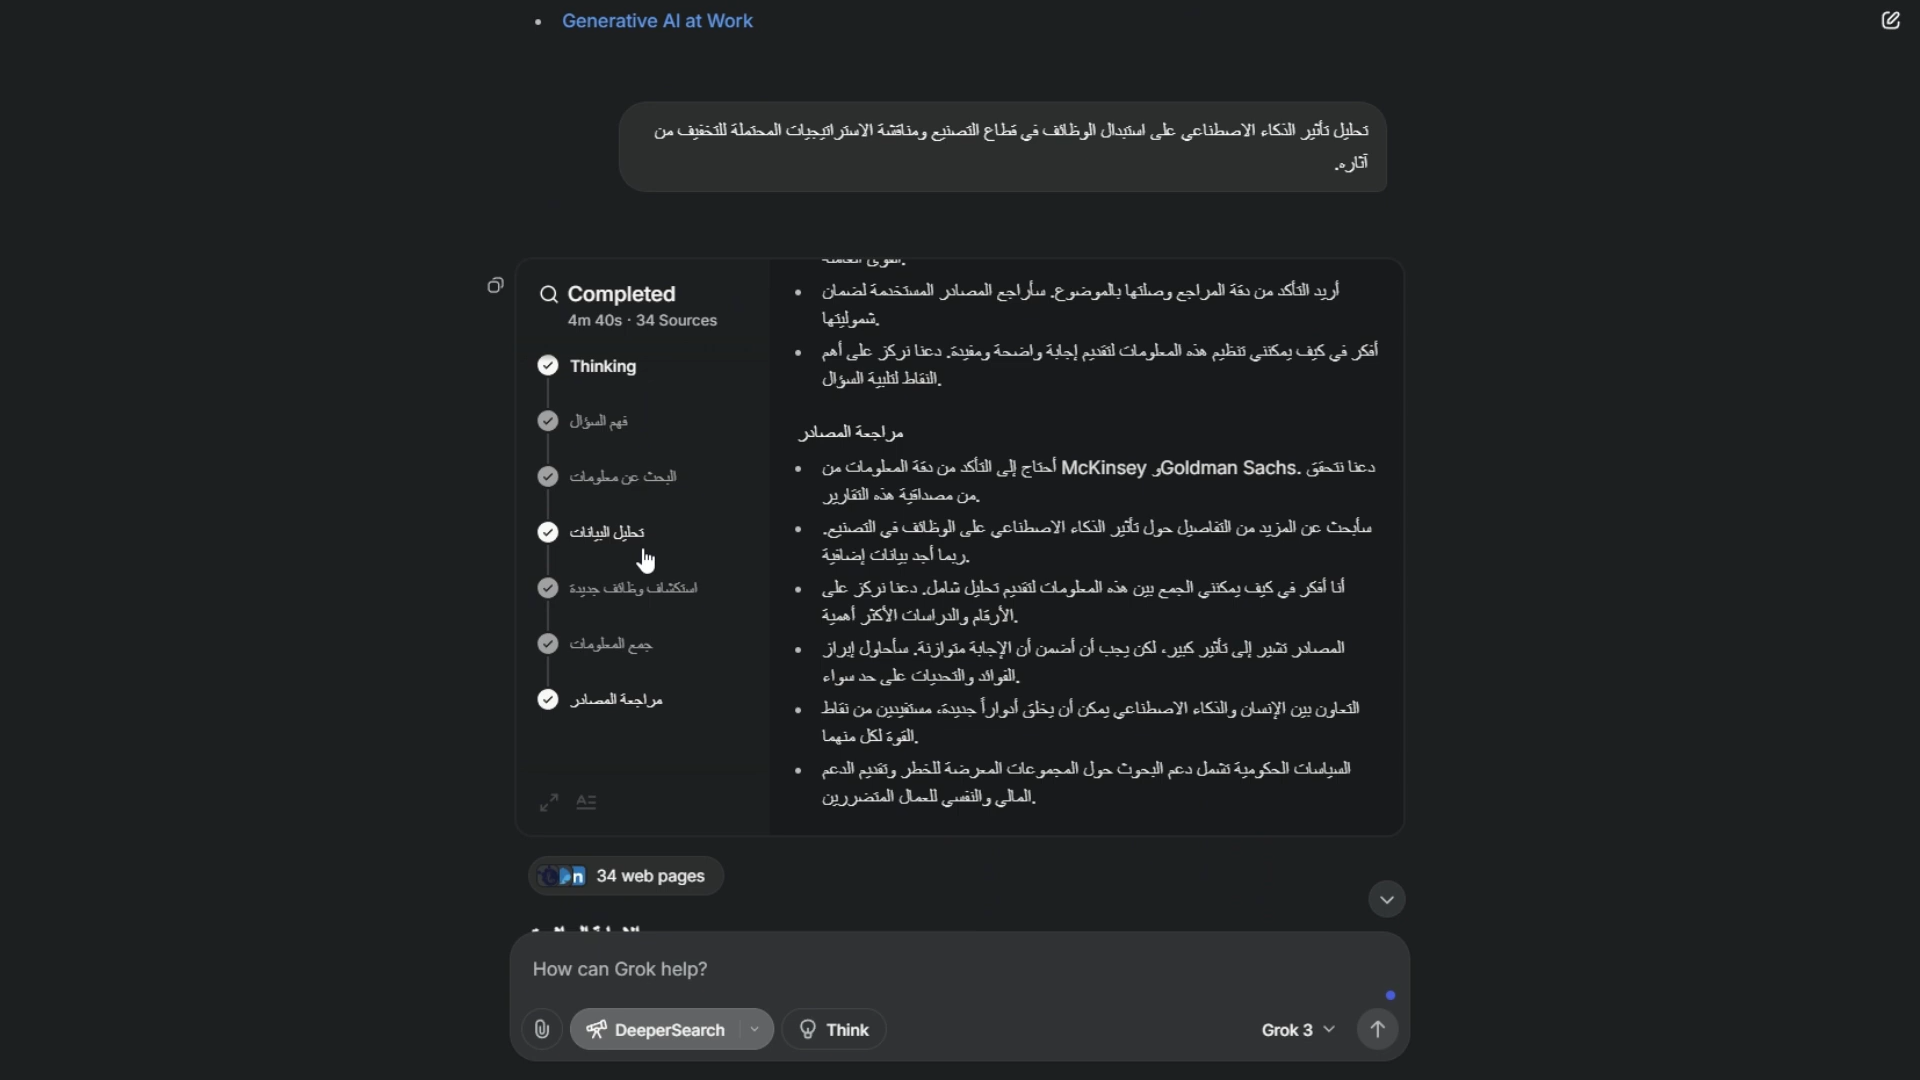 Generative AI at Work
تحليل تأثير الذكاء الاصطناعي على استبدال الوظائف في قطاع التصنيع ومناقشة الاستراتيجيات المحتملة للتخفيف من
آثاره.
Completed
4m 40s · 34 Sources
Thinking
فهم السؤال
البحث عن معلومات
تحليل البيانات
استكشاف وظائف جديدة
جمع المعلومات
مراجعة المصادر
القوى العاملة.
أريد التأكد من دقة المراجع وصلتها بالموضوع. سأراجع المصادر المستخدمة لضمان
شموليتها.
أفكر في كيف يمكنني تنظيم هذه المعلومات لتقديم إجابة واضحة ومفيدة. دعنا نركز على أهم
النقاط لتلبية السؤال.
مراجعة المصادر
أحتاج إلى التأكد من دقة المعلومات من McKinsey وGoldman Sachs. دعنا نتحقق
من مصداقية هذه التقارير.
سأبحث عن المزيد من التفاصيل حول تأثير الذكاء الاصطناعي على الوظائف في التصنيع.
ربما أجد بيانات إضافية.
أنا أفكر في كيف يمكنني الجمع بين هذه المعلومات لتقديم تحليل شامل. دعنا نركز على
الأرقام والدراسات الأكثر أهمية.
المصادر تشير إلى تأثير كبير، لكن يجب أن أضمن أن الإجابة متوازنة. سأحاول إبراز
الفوائد والتحديات على حد سواء.
التعاون بين الإنسان والذكاء الاصطناعي يمكن أن يخلق أدواراً جديدة، مستفيدين من نقاط
القوة لكل منهما.
السياسات الحكومية تشمل دعم البحوث حول المجموعات المعرضة للخطر وتقديم الدعم
المالي والنفسي للعمال المتضررين.
34 web pages
How can Grok help?
DeeperSearch
Think
Grok 3